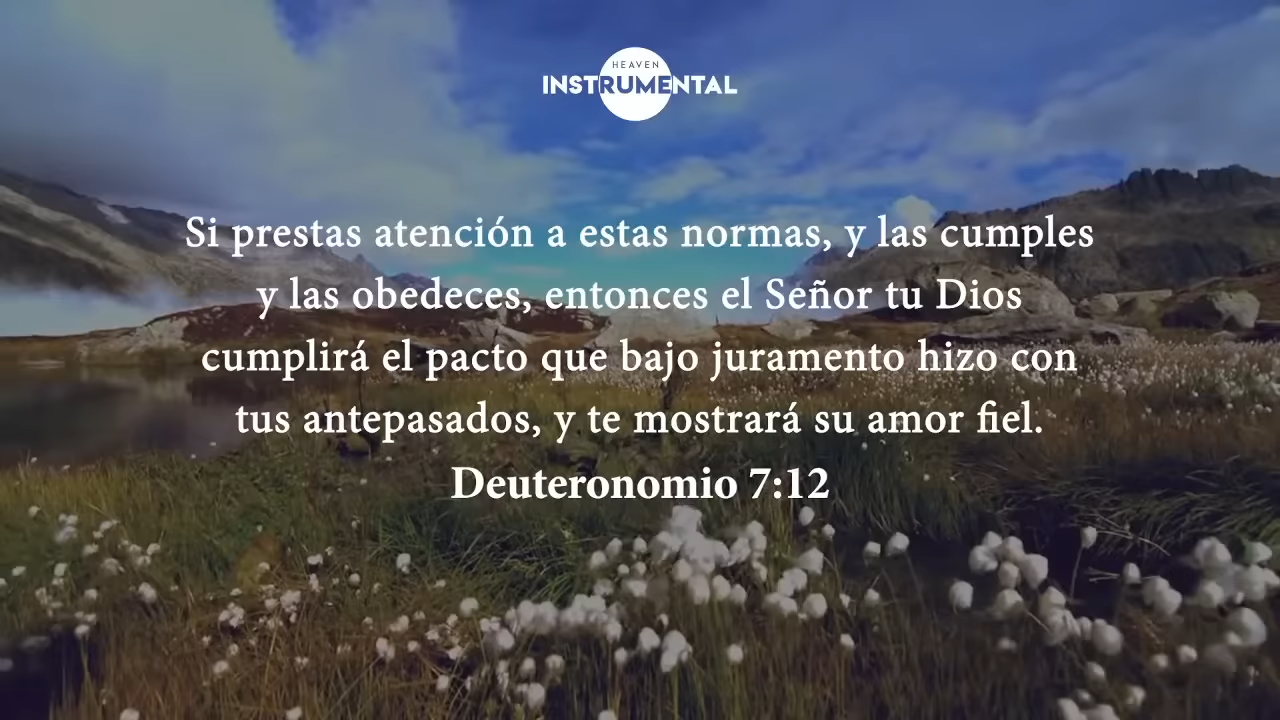 HEAVEN
INSTRUMENTAL
Si prestas atención a estas normas, y las cumples
y las obedeces, entonces el Señor tu Dios
cumplirá el pacto que bajo juramento hizo con
tus antepasados, y te mostrará su amor fiel.
Deuteronomio 7:12